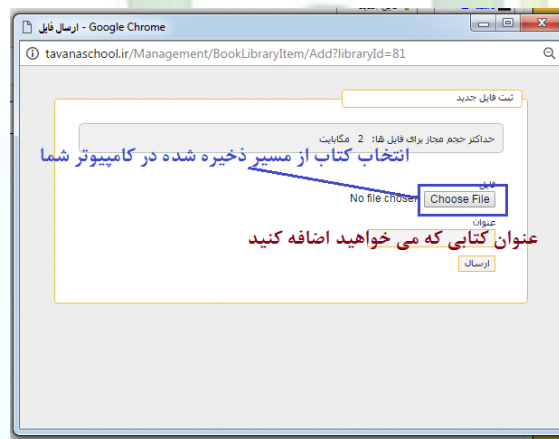 ارسال فایل - Google Chrome
tavanaschool.ir/Management/BookLibraryItem/Add?libraryId=81
ثبت فایل جدید
حداکثر حجم مجاز برای فایل ها: 2 مگابایت
انتخاب کتاب از مسیر ذخیره شده در کامپیوتر شما
فایل
Choose File No file chosen
عنوان
عنوان کتابی که می خواهید اضافه کنید
ارسال